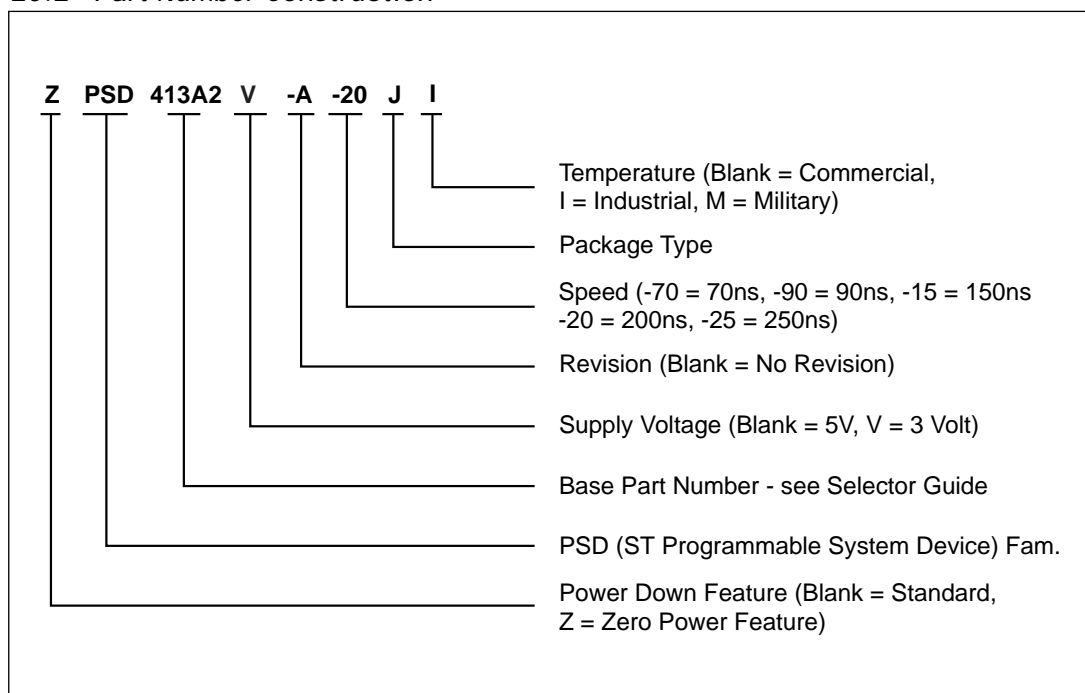 Z PSD 413A2 V -A -20 J I
Temperature (Blank = Commercial,
I = Industrial, M = Military)
Package Type
Speed (-70 = 70ns, -90 = 90ns, -15 = 150ns
-20 = 200ns, -25 = 250ns)
Revision (Blank = No Revision)
Supply Voltage (Blank = 5V, V = 3 Volt)
Base Part Number - see Selector Guide
PSD (ST Programmable System Device) Fam.
Power Down Feature (Blank = Standard,
Z = Zero Power Feature)